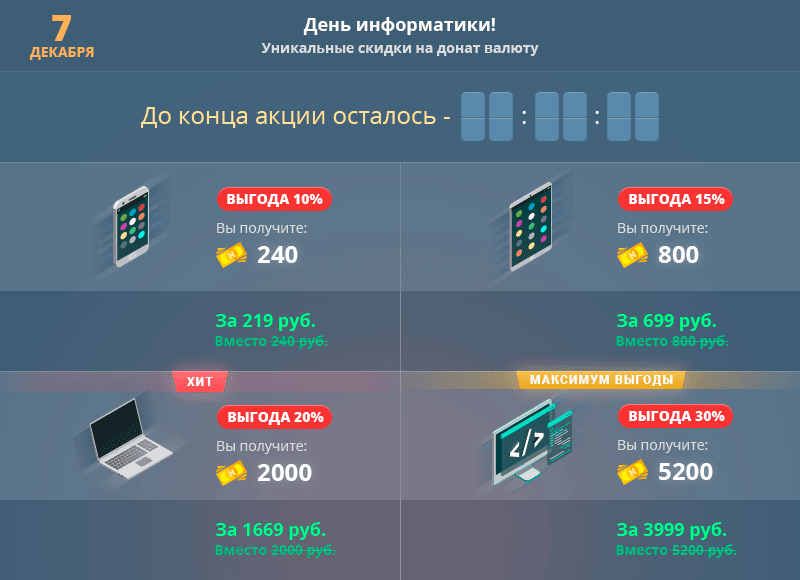 7
ДЕКАБРЯ
День информатики!
Уникальные скидки на донат валюту
До конца акции осталось - : :
ВЫГОДА 10%
Вы получите:
N 240
За 219 руб.
Вместо 240 руб.
ВЫГОДА 15%
Вы получите:
N 800
За 699 руб.
Вместо 800 руб.
ХИТ
ВЫГОДА 20%
Вы получите:
N 2000
За 1669 руб.
Вместо 2000 руб.
МАКСИМУМ ВЫГОДЫ
</>
ВЫГОДА 30%
Вы получите:
N 5200
За 3999 руб.
Вместо 5200 руб.